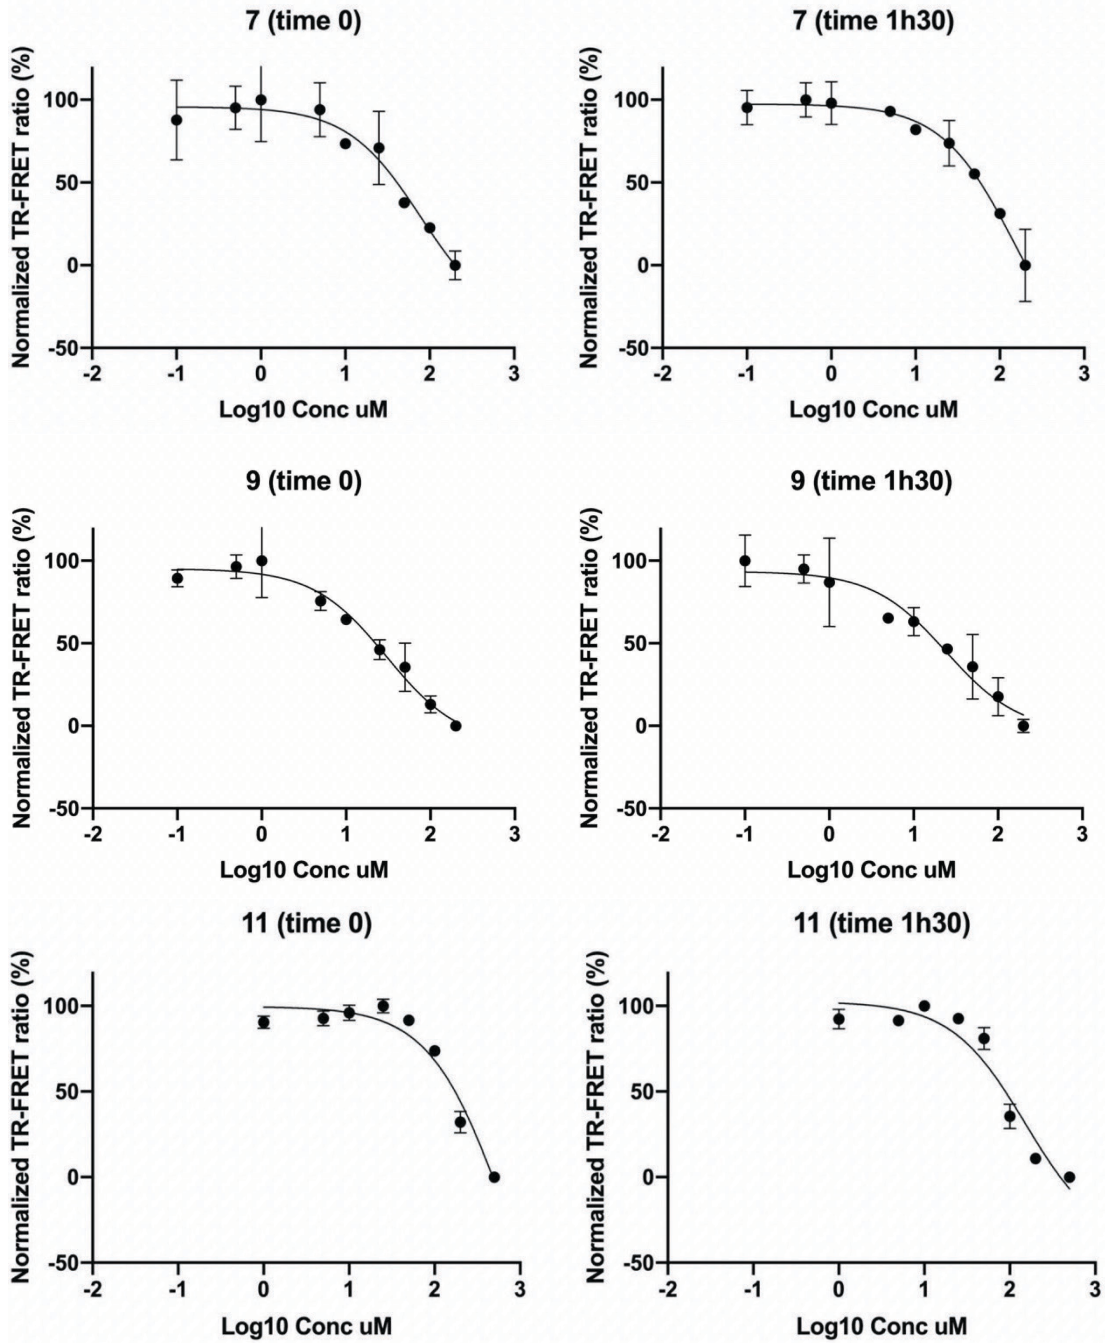 7 (time 0)
Normalized TR-FRET ratio (%)
100
50
0
-50
-2 -1 0 1 2 3
Log10 Conc uM
7 (time 1h30)
Normalized TR-FRET ratio (%)
100
50
0
-50
-2 -1 0 1 2 3
Log10 Conc uM
9 (time 0)
Normalized TR-FRET ratio (%)
100
50
0
-50
-2 -1 0 1 2 3
Log10 Conc uM
9 (time 1h30)
Normalized TR-FRET ratio (%)
100
50
0
-50
-2 -1 0 1 2 3
Log10 Conc uM
11 (time 0)
Normalized TR-FRET ratio (%)
100
50
0
-50
-2 -1 0 1 2 3
Log10 Conc uM
11 (time 1h30)
Normalized TR-FRET ratio (%)
100
50
0
-50
-2 -1 0 1 2 3
Log10 Conc uM